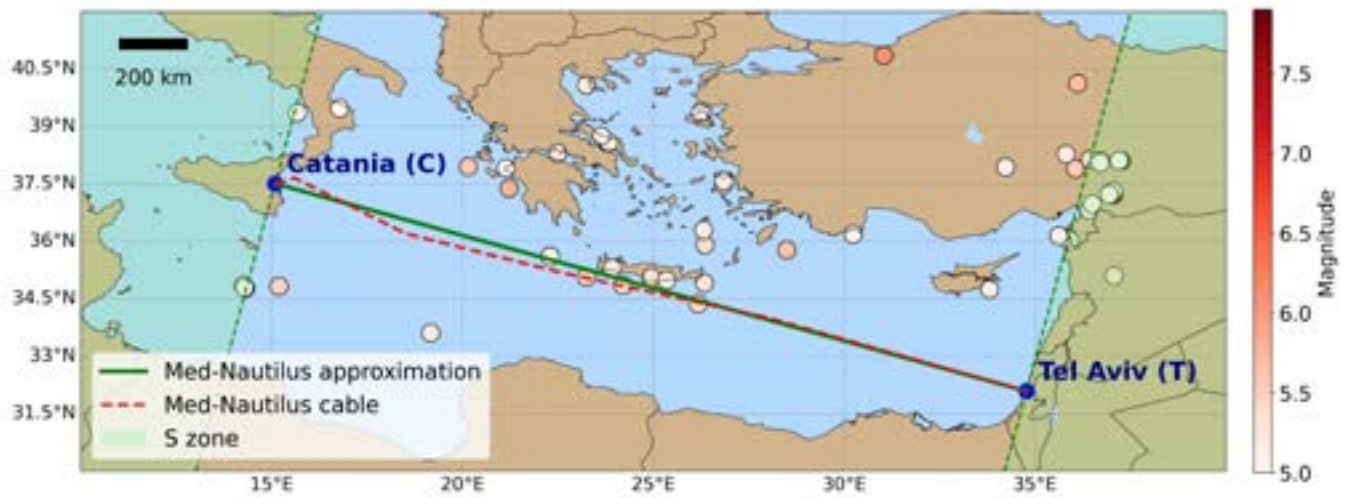 40.5°N
39°N
37.5°N
36°N
34.5°N
33°N
31.5°N
200 km
Catania (C)
Tel Aviv (T)
Med-Nautilus approximation
Med-Nautilus cable
S zone
15°E
20°E
25°E
30°E
35°E
7.5
7.0
6.5
6.0
5.5
5.0
Magnitude